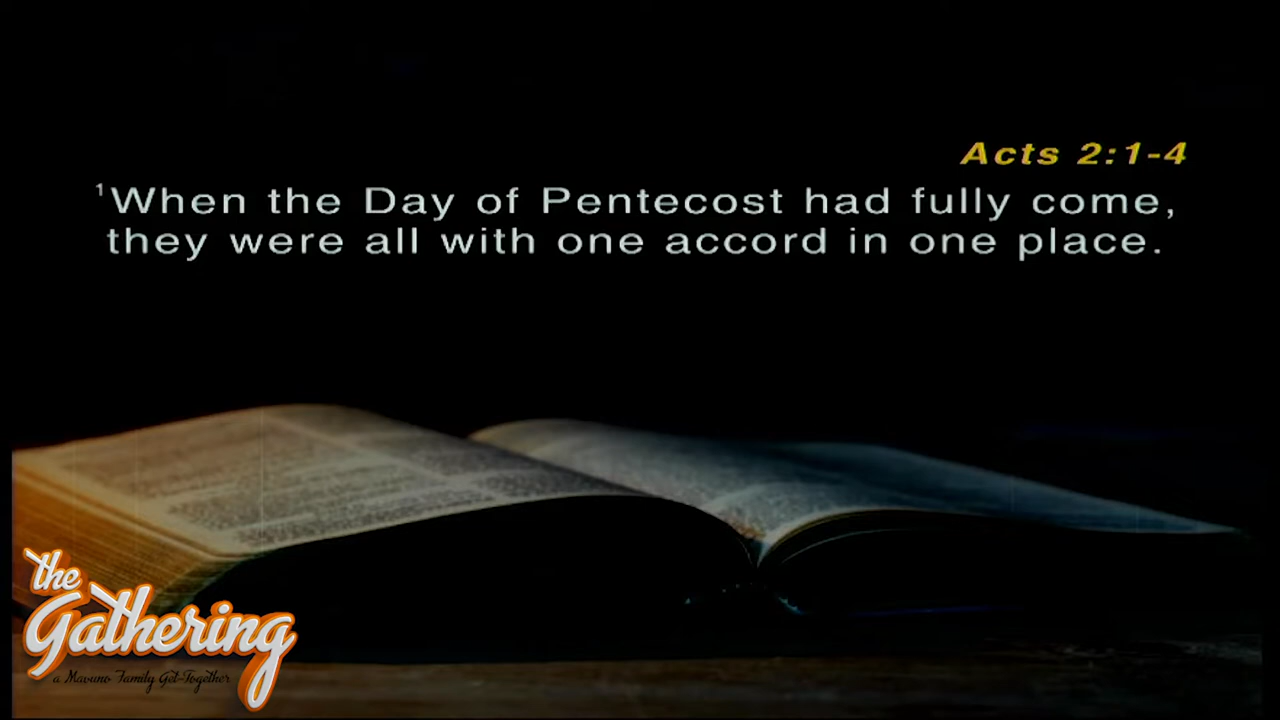 Acts 2:1-4
¹When the Day of Pentecost had fully come,
they were all with one accord in one place.
the
Gathering
a Mavuno Family Get-Together